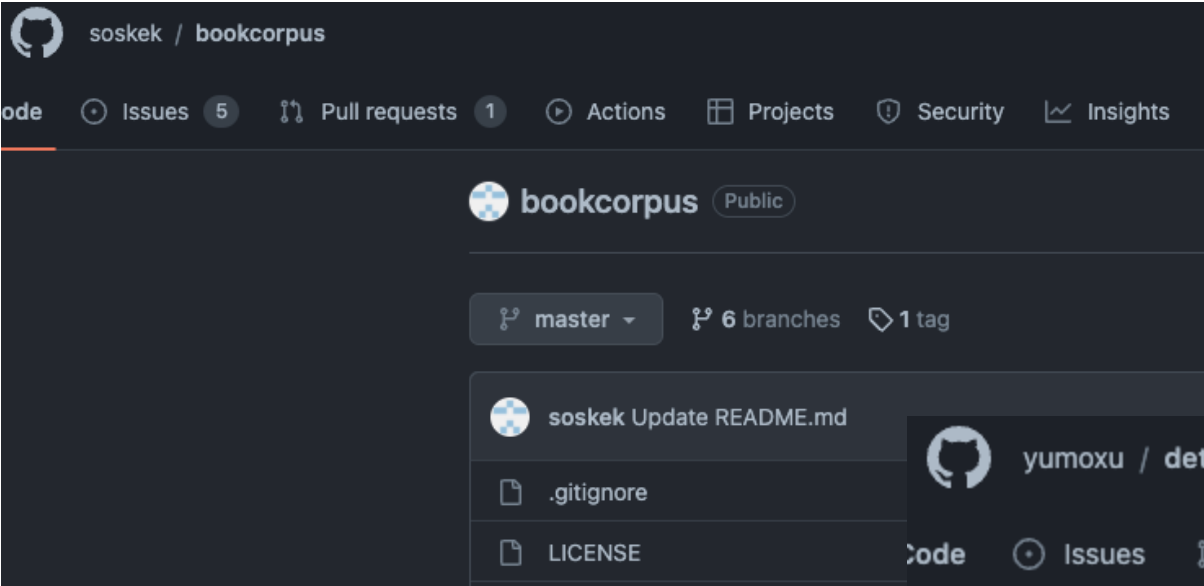 soskek / bookcorpus
ode Issues 5 Pull requests 1 Actions Projects Security Insights
bookcorpus Public
master 6 branches 1 tag
soskek Update README.md
.gitignore
LICENSE
yumoxu / det
Code Issues